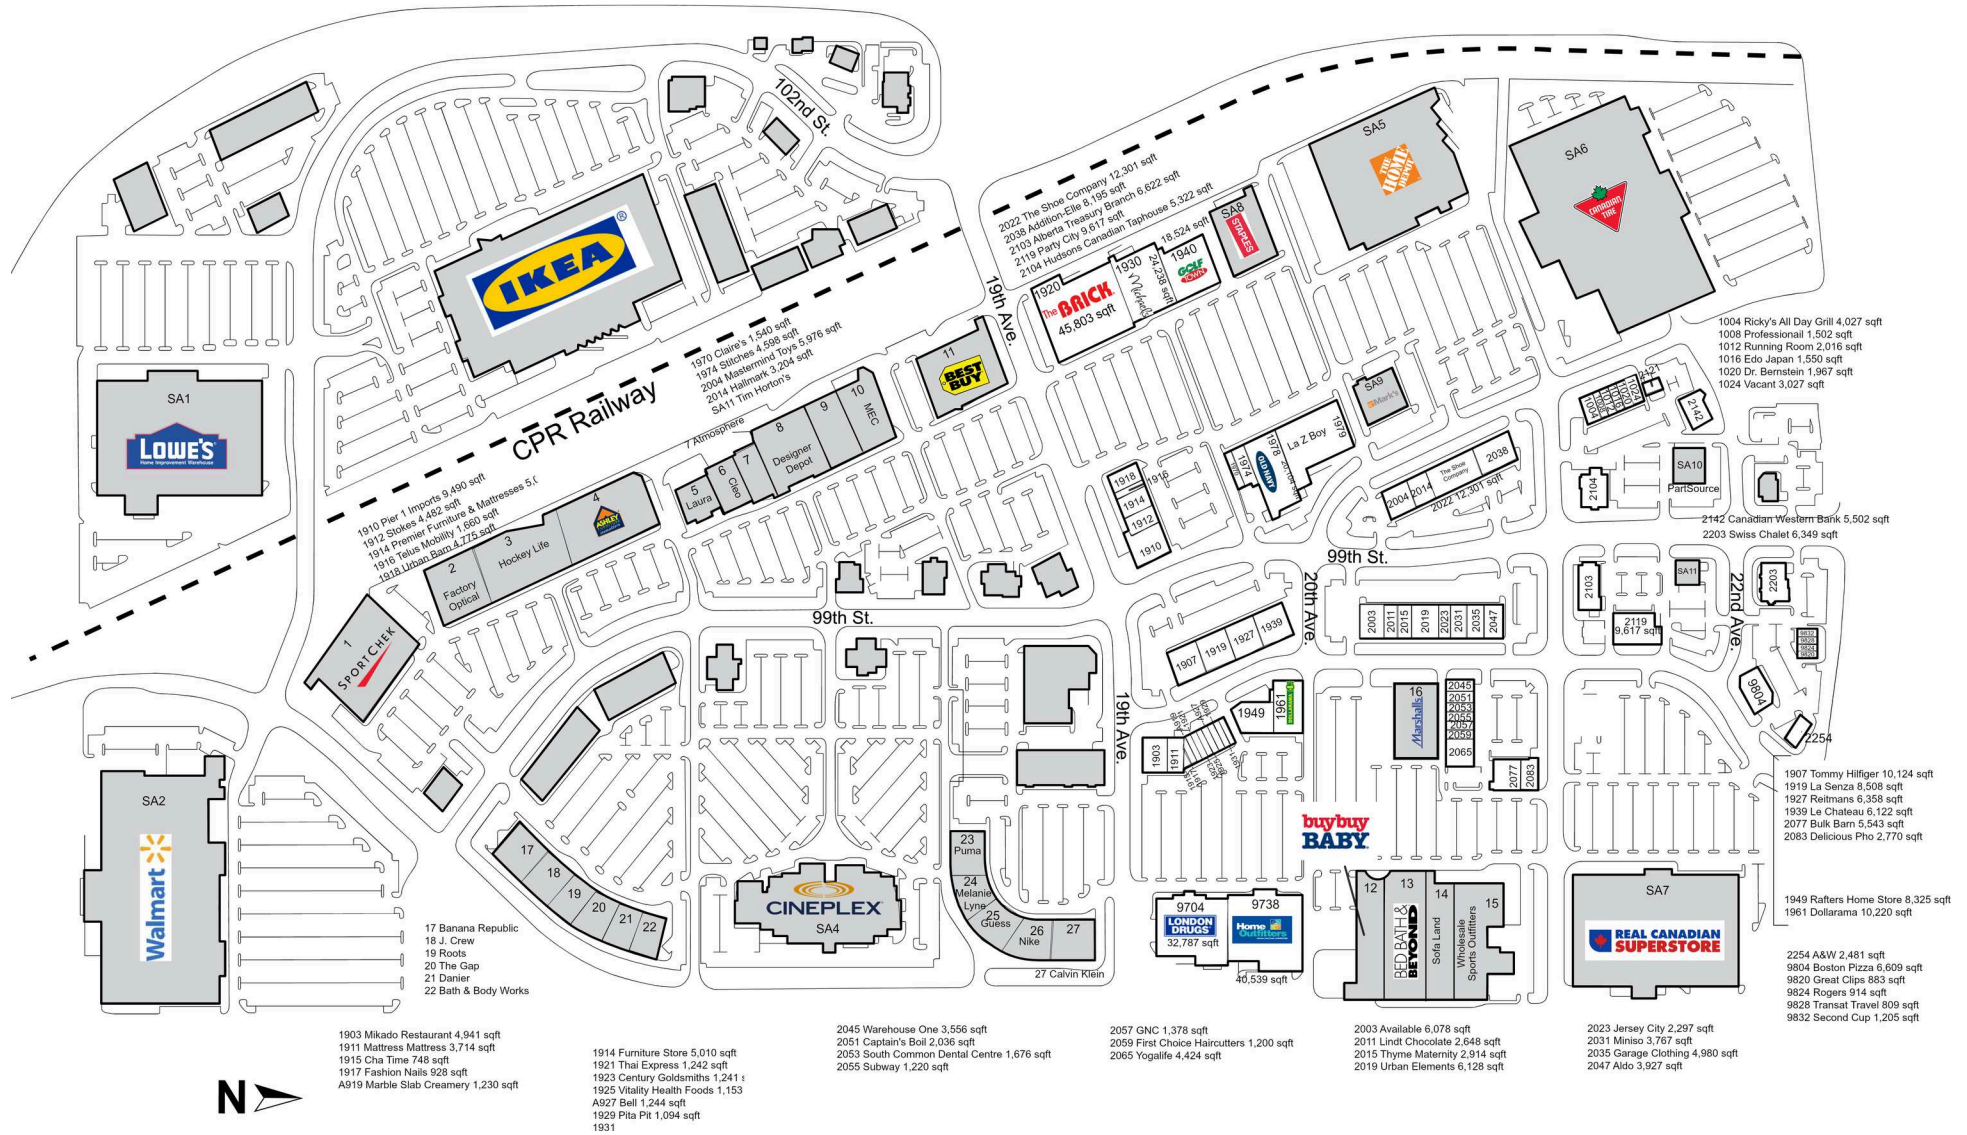 102nd St.
SA5
THE HOME DEPOT
SA6
CANADIAN TIRE
IKEA
®
2022 The Shoe Company 12,301 sqft
2038 Addition-Elle 8,195 sqft
2103 Alberta Treasury Branch 6,622 sqft
2119 Party City 9,617 sqft
2104 Hudsons Canadian Taphouse 5,322 sqft
SA8
STAPLES
18,524 sqft
1940
GOLF TOWN
1930
Michaels
24,238 sqft
1920
The BRICK
45,803 sqft
19th Ave.
11
BEST BUY
1004 Ricky's All Day Grill 4,027 sqft
1008 Professionail 1,502 sqft
1012 Running Room 2,016 sqft
1016 Edo Japan 1,550 sqft
1020 Dr. Bernstein 1,967 sqft
1024 Vacant 3,027 sqft
1970 Claire's 1,540 sqft
1974 Stitches 4,598 sqft
2004 Mastermind Toys 5,976 sqft
2014 Hallmark 3,204 sqft
SA11 Tim Horton's
CPR Railway
SA1
LOWE'S
Home Improvement Warehouse
7 Atmosphere
5
Laura
6
Cleo
7
8
Designer
Depot
9
10
MEC
SA9
Mark's
1004
1012
1016
1020
1024
2121
2142
1974
1978
OLD NAVY
La Z Boy
1979
2004
2014
The Shoe
Company
2038
2022 12,301 sqft
2104
SA10
PartSource
2142 Canadian Western Bank 5,502 sqft
2203 Swiss Chalet 6,349 sqft
1918
1916
1914
1912
1910
1910 Pier 1 Imports 9,490 sqft
1912 Stokes 4,482 sqft
1914 Premier Furniture & Mattresses 5,0
1916 Telus Mobility 1,660 sqft
1918 Urban Barn 4,775 sqft
2
Factory
Optical
3
Hockey Life
4
ASHLEY
1
SPORTCHEK
99th St.
99th St.
20th Ave.
22nd Ave.
19th Ave.
2103
SA11
2203
2119
9,617 sqft
9832
9828
9824
9820
9804
2254
1907
1919
1927
1939
2003
2011
2015
2019
2023
2031
2035
2047
1949
1961
DOLLARAMA
1903
1911
16
Marshalls
2045
2051
2053
2055
2057
2059
2065
2077
2083
SA2
Walmart
17
18
19
20
21
22
CINEPLEX
SA4
23
Puma
24
Melanie
Lyne
25
Guess
26
Nike
27
27 Calvin Klein
buybuy
BABY
9704
LONDON DRUGS
32,787 sqft
9738
Home Outfitters
40,539 sqft
12
13
BED BATH &
BEYOND
14
Sofa Land
15
Wholesale
Sports Outfitters
SA7
REAL CANADIAN
SUPERSTORE
1907 Tommy Hilfiger 10,124 sqft
1919 La Senza 8,508 sqft
1927 Reitmans 6,358 sqft
1939 Le Chateau 6,122 sqft
2077 Bulk Barn 5,543 sqft
2083 Delicious Pho 2,770 sqft
1949 Rafters Home Store 8,325 sqft
1961 Dollarama 10,220 sqft
2254 A&W 2,481 sqft
9804 Boston Pizza 6,609 sqft
9820 Great Clips 883 sqft
9824 Rogers 914 sqft
9828 Transat Travel 809 sqft
9832 Second Cup 1,205 sqft
17 Banana Republic
18 J. Crew
19 Roots
20 The Gap
21 Danier
22 Bath & Body Works
N
1903 Mikado Restaurant 4,941 sqft
1911 Mattress Mattress 3,714 sqft
1915 Cha Time 748 sqft
1917 Fashion Nails 928 sqft
A919 Marble Slab Creamery 1,230 sqft
1914 Furniture Store 5,010 sqft
1921 Thai Express 1,242 sqft
1923 Century Goldsmiths 1,241 s
1925 Vitality Health Foods 1,153
A927 Bell 1,244 sqft
1929 Pita Pit 1,094 sqft
1931
2045 Warehouse One 3,556 sqft
2051 Captain's Boil 2,036 sqft
2053 South Common Dental Centre 1,676 sqft
2055 Subway 1,220 sqft
2057 GNC 1,378 sqft
2059 First Choice Haircutters 1,200 sqft
2065 Yogalife 4,424 sqft
2003 Available 6,078 sqft
2011 Lindt Chocolate 2,648 sqft
2015 Thyme Maternity 2,914 sqft
2019 Urban Elements 6,128 sqft
2023 Jersey City 2,297 sqft
2031 Miniso 3,767 sqft
2035 Garage Clothing 4,980 sqft
2047 Aldo 3,927 sqft